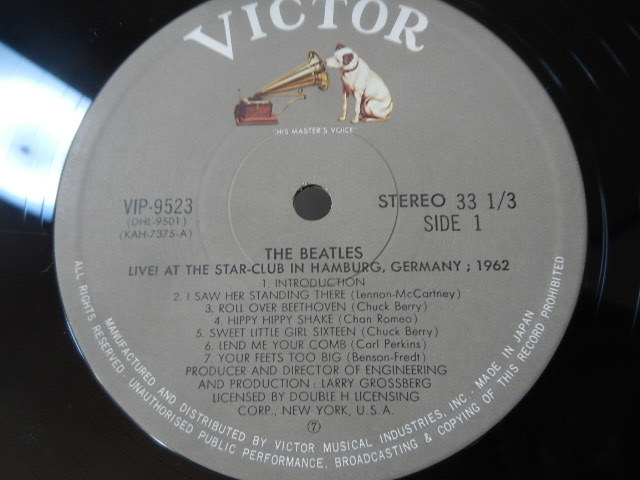 VICTOR
"HIS MASTER'S VOICE"
VIP-9523
(DHL-9501)
(KAH-7375-A)
STEREO 33 1/3
SIDE 1
THE BEATLES
LIVE! AT THE STAR-CLUB IN HAMBURG, GERMANY ; 1962
1. INTRODUCTION
2. I SAW HER STANDING THERE (Lennon-McCartney)
3. ROLL OVER BEETHOVEN (Chuck Berry)
4. HIPPY HIPPY SHAKE (Chan Romeo)
5. SWEET LITTLE GIRL SIXTEEN (Chuck Berry)
6. LEND ME YOUR COMB (Carl Perkins)
7. YOUR FEETS TOO BIG (Benson-Fredt)
PRODUCER AND DIRECTOR OF ENGINEERING
AND PRODUCTION : LARRY GROSSBERG
LICENSED BY DOUBLE H LICENSING
CORP., NEW YORK, U.S.A.
7
MANUFACTURED AND DISTRIBUTED BY VICTOR MUSICAL INDUSTRIES, INC.; MADE IN JAPAN
ALL RIGHTS RESERVED; UNAUTHORISED PUBLIC PERFORMANCE, BROADCASTING & COPYING OF THIS RECORD PROHIBITED